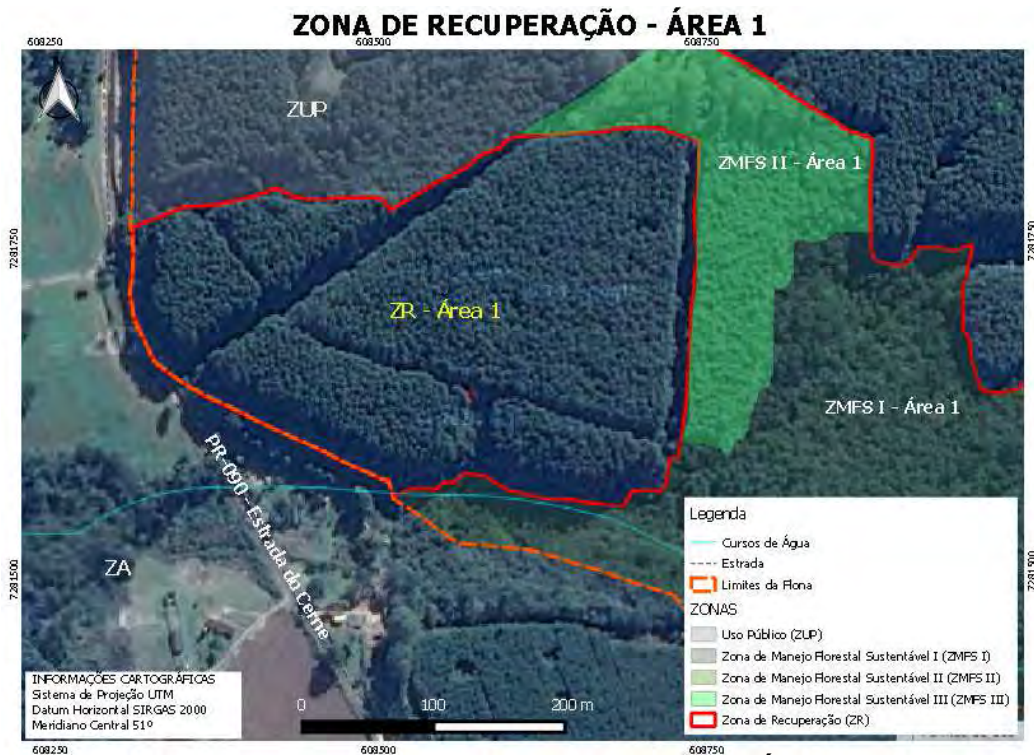 ZONA DE RECUPERAÇÃO - ÁREA 1
608250
608500
608750
ZUP
ZMFS II - Área 1
7281750
7281750
ZR - Área 1
ZMFS I - Área 1
PR-090 - Estrada do Cerne
ZA
7281500
7281500
Legenda
Cursos de Água
Estrada
Limites da Flona
ZONAS
Uso Público (ZUP)
Zona de Manejo Florestal Sustentável I (ZMFS I)
Zona de Manejo Florestal Sustentável II (ZMFS II)
Zona de Manejo Florestal Sustentável III (ZMFS III)
Zona de Recuperação (ZR)
INFORMAÇÕES CARTOGRÁFICAS
Sistema de Projeção UTM
Datum Horizontal SIRGAS 2000
Meridiano Central 51º
0 100 200 m
608250
608500
608750